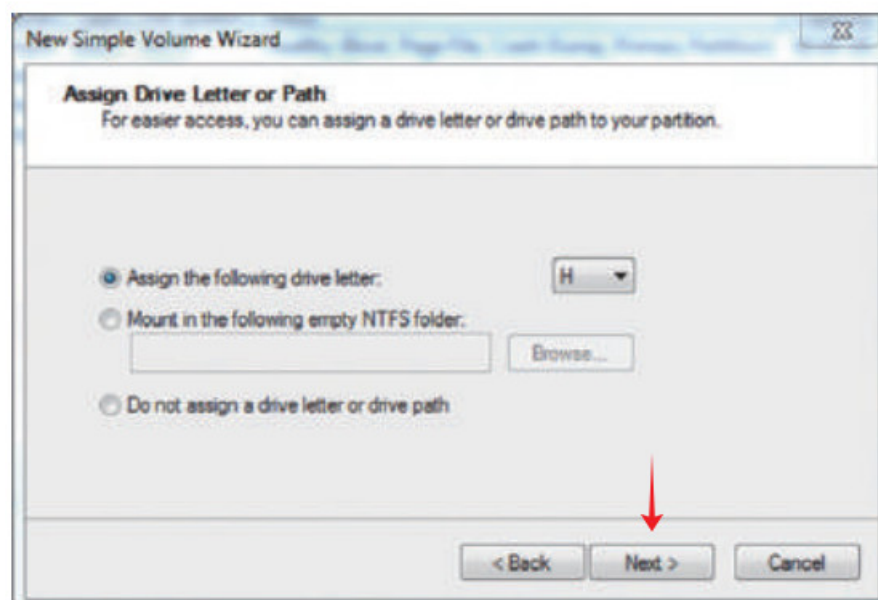 New Simple Volume Wizard
Assign Drive Letter or Path
For easier access, you can assign a drive letter or drive path to your partition.
Assign the following drive letter: H
Mount in the following empty NTFS folder:
Browse...
Do not assign a drive letter or drive path
< Back Next > Cancel